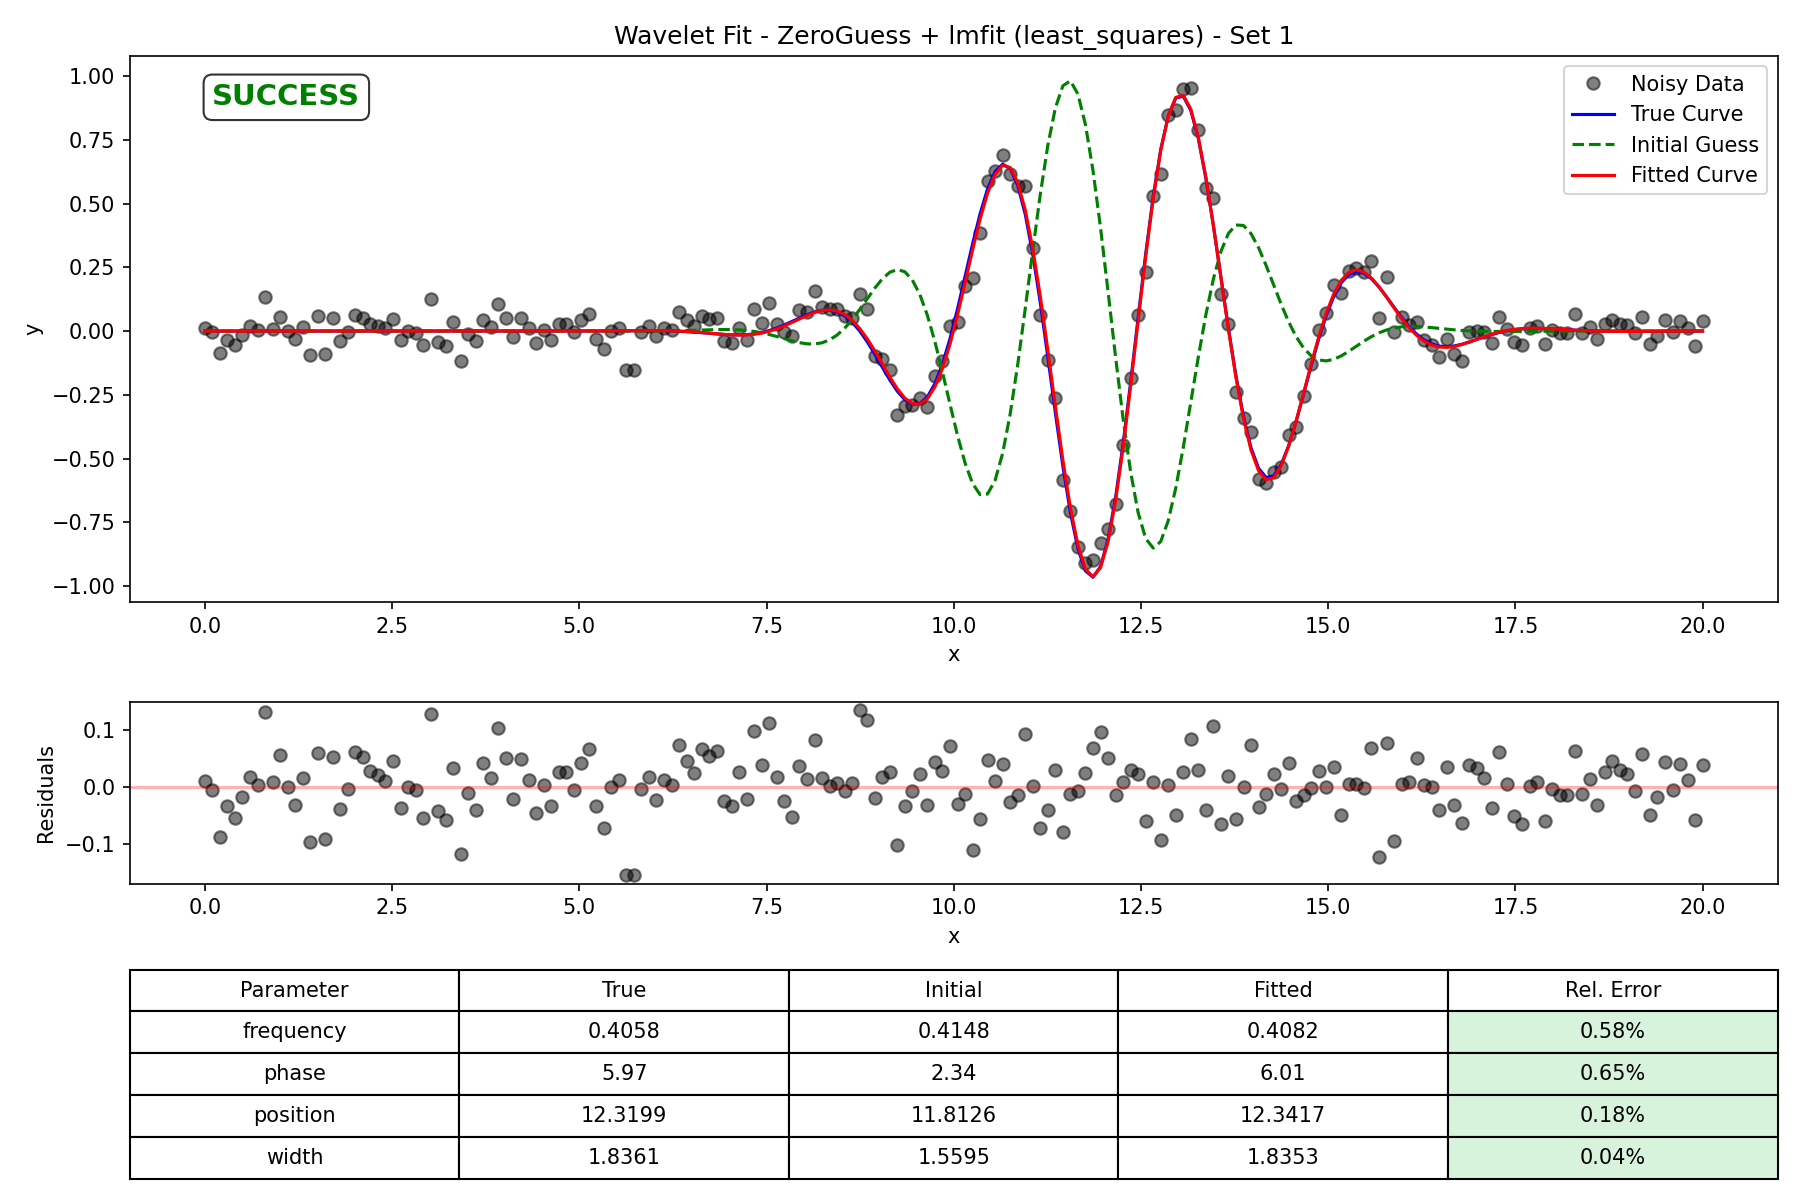 Wavelet Fit - ZeroGuess + lmfit (least_squares) - Set 1
SUCCESS
Noisy Data
True Curve
Initial Guess
Fitted Curve
y
1.00
0.75
0.50
0.25
0.00
−0.25
−0.50
−0.75
−1.00
0.0 2.5 5.0 7.5 10.0 12.5 15.0 17.5 20.0
x
Residuals
0.1
0.0
−0.1
0.0 2.5 5.0 7.5 10.0 12.5 15.0 17.5 20.0
x
Parameter True Initial Fitted Rel. Error
frequency 0.4058 0.4148 0.4082 0.58%
phase 5.97 2.34 6.01 0.65%
position 12.3199 11.8126 12.3417 0.18%
width 1.8361 1.5595 1.8353 0.04%